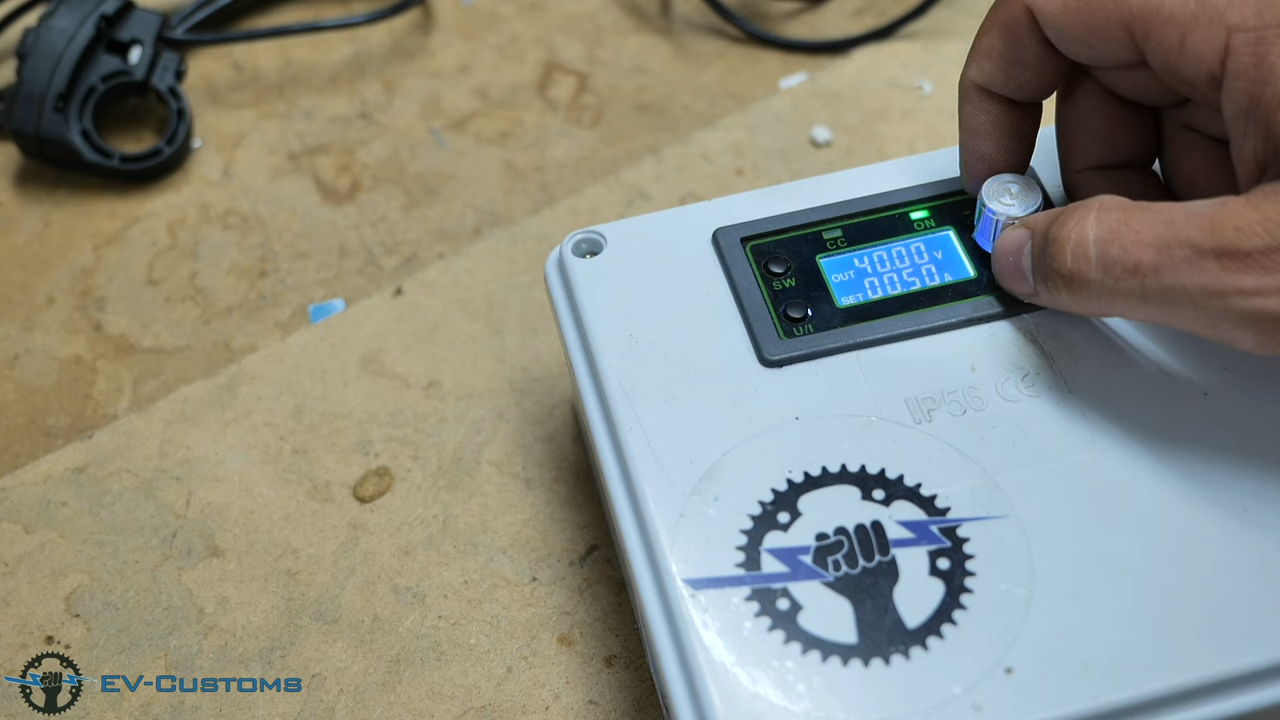 ON
CC
SW
U/I
OUT 40.00 V
SET 00.50 A
IP56 CE
EV-Customs